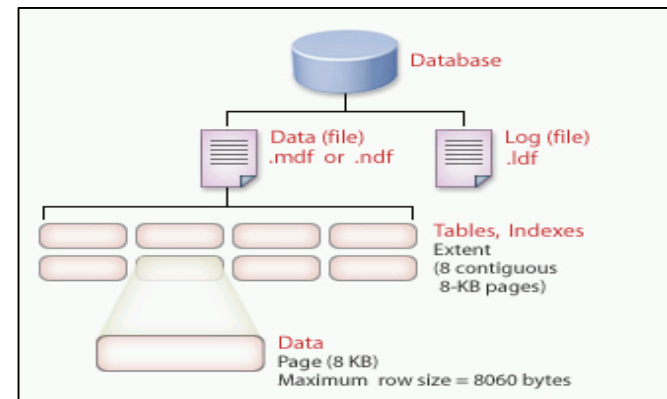 Database
Data (file)
.mdf or .ndf
Log (file)
.ldf
Tables, Indexes
Extent
(8 contiguous
8-KB pages)
Data
Page (8 KB)
Maximum row size = 8060 bytes